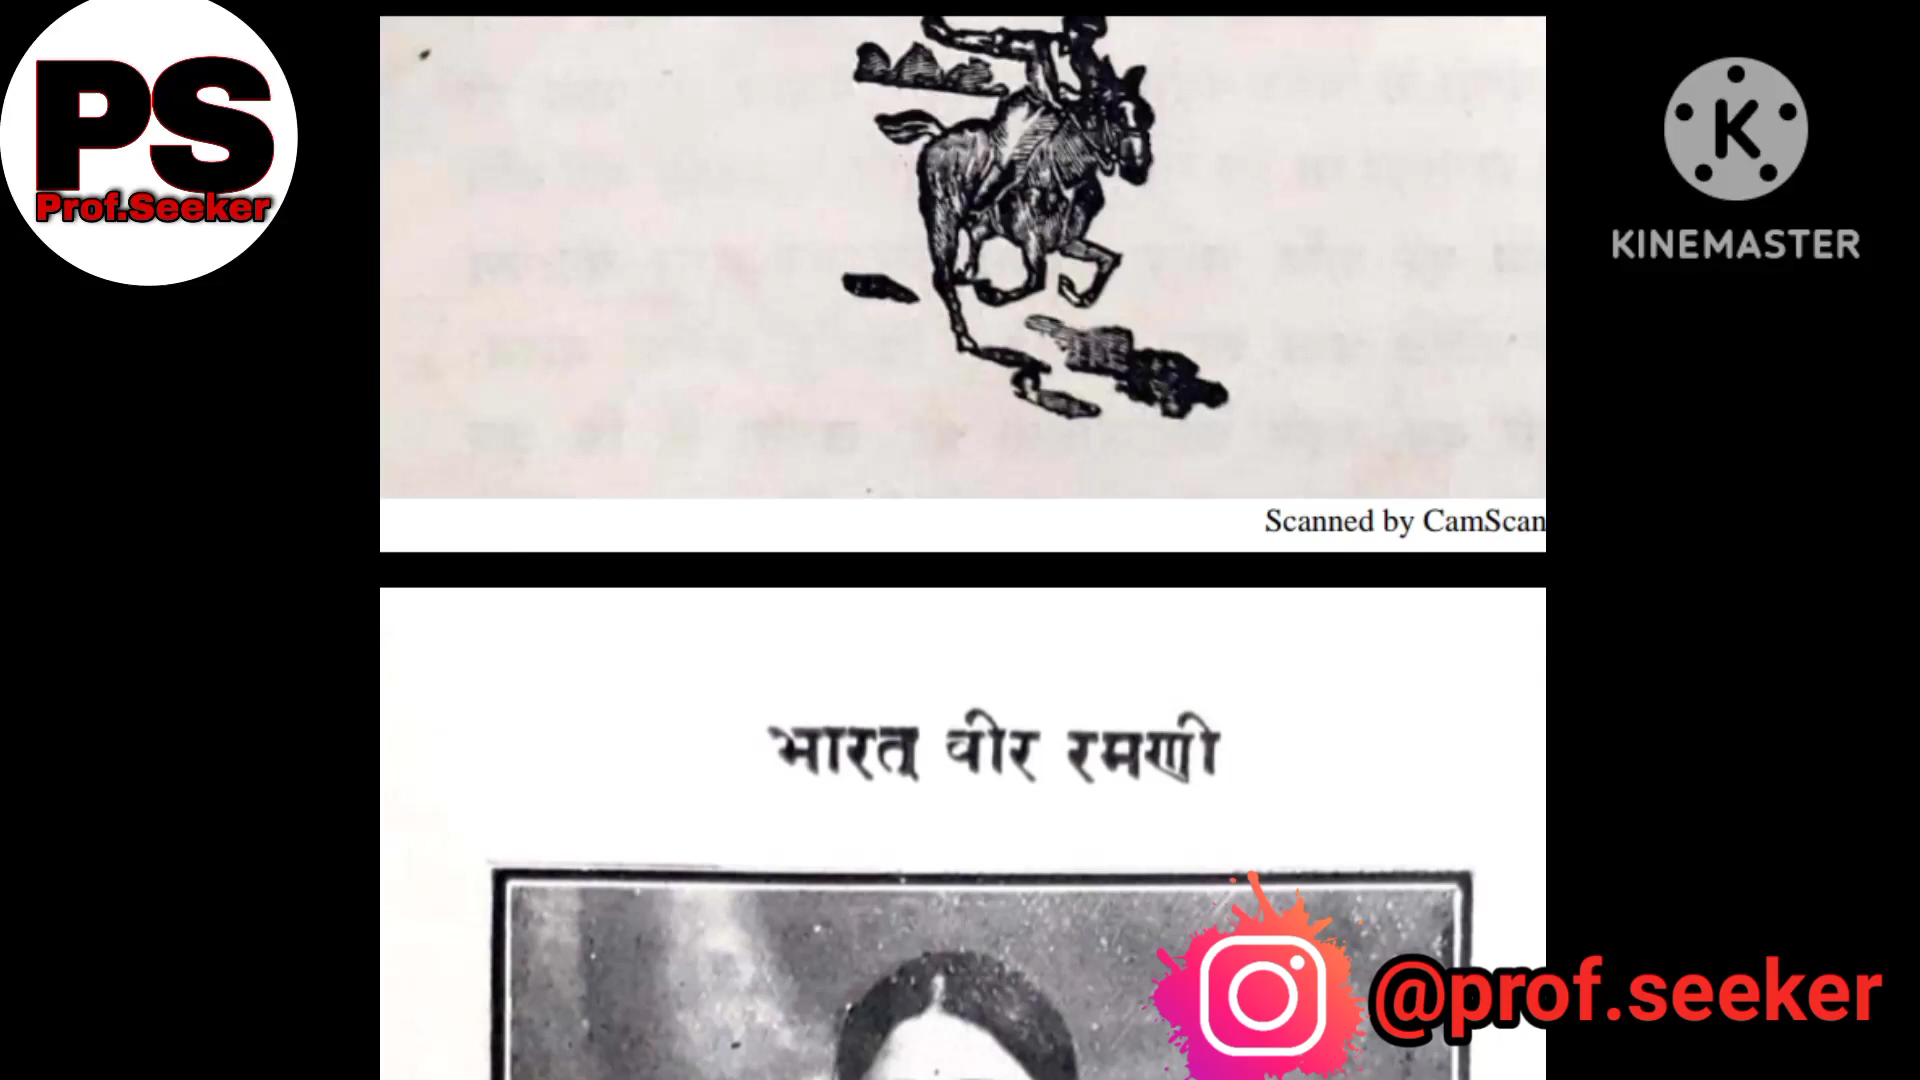 PS
Prof.Seeker
KINEMASTER
Scanned by CamScan
भारत वीर रमणी
@prof.seeker